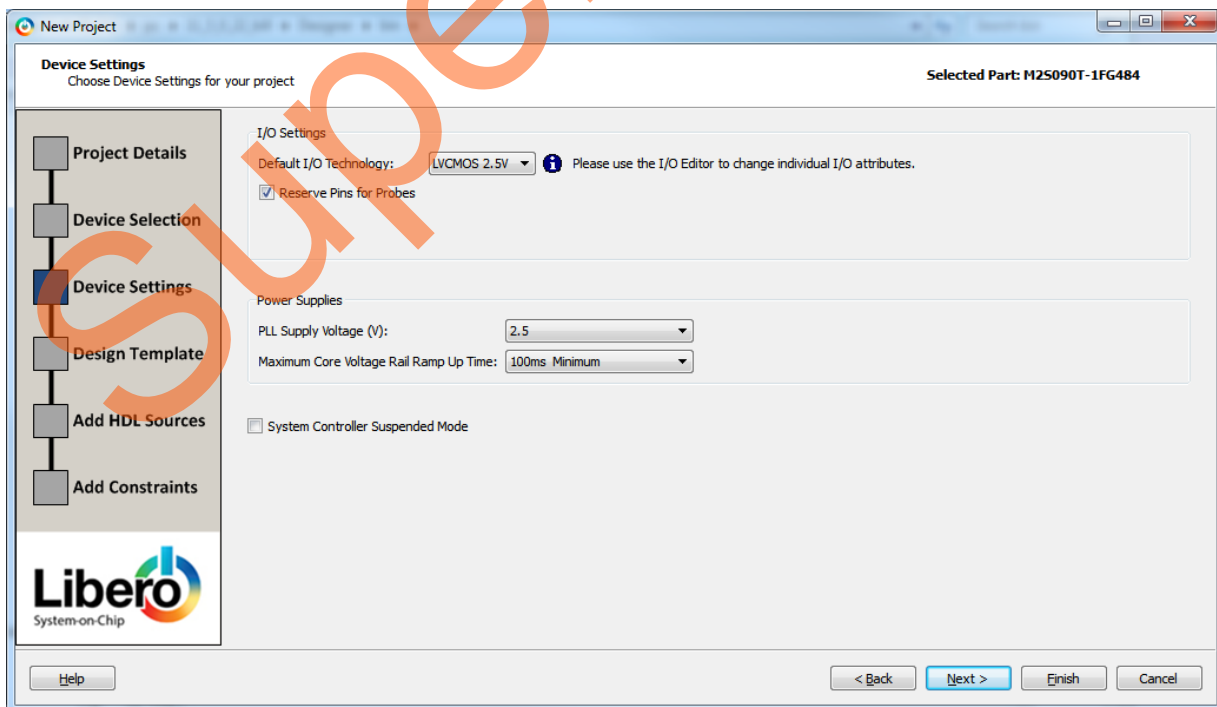 New Project
Device Settings
Choose Device Settings for your project
Selected Part: M2S090T-1FG484
Project Details
Device Selection
Device Settings
Design Template
Add HDL Sources
Add Constraints
Libero
System-on-Chip
I/O Settings
Default I/O Technology: LVCMOS 2.5V Please use the I/O Editor to change individual I/O attributes.
Reserve Pins for Probes
Power Supplies
PLL Supply Voltage (V): 2.5
Maximum Core Voltage Rail Ramp Up Time: 100ms Minimum
System Controller Suspended Mode
Help
< Back
Next >
Finish
Cancel
Supe